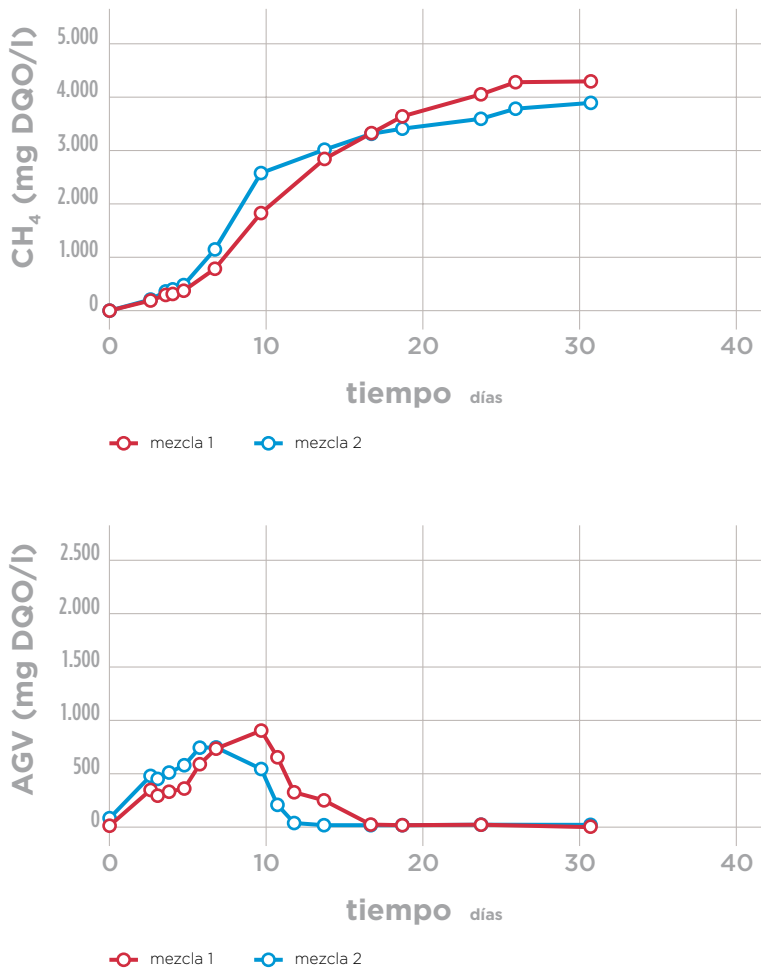 CH₄ (mg DQO/l)
5.000
4.000
3.000
2.000
1.000
0
0 10 20 30 40
tiempo días
mezcla 1 mezcla 2
AGV (mg DQO/l)
2.500
2.000
1.500
1.000
500
0
0 10 20 30 40
tiempo días
mezcla 1 mezcla 2